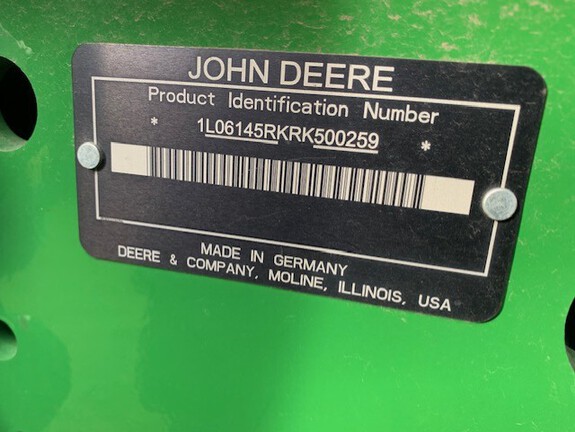 JOHN DEERE
Product Identification Number
* 1L06145RKRK500259 *
MADE IN GERMANY
DEERE & COMPANY, MOLINE, ILLINOIS, USA